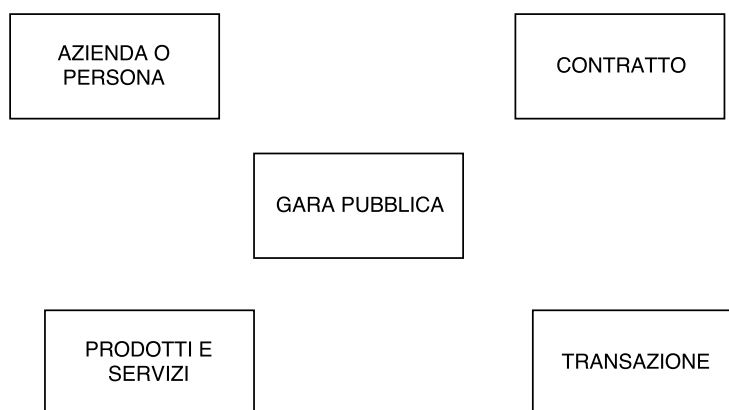 AZIENDA O
PERSONA
CONTRATTO
GARA PUBBLICA
PRODOTTI E
SERVIZI
TRANSAZIONE